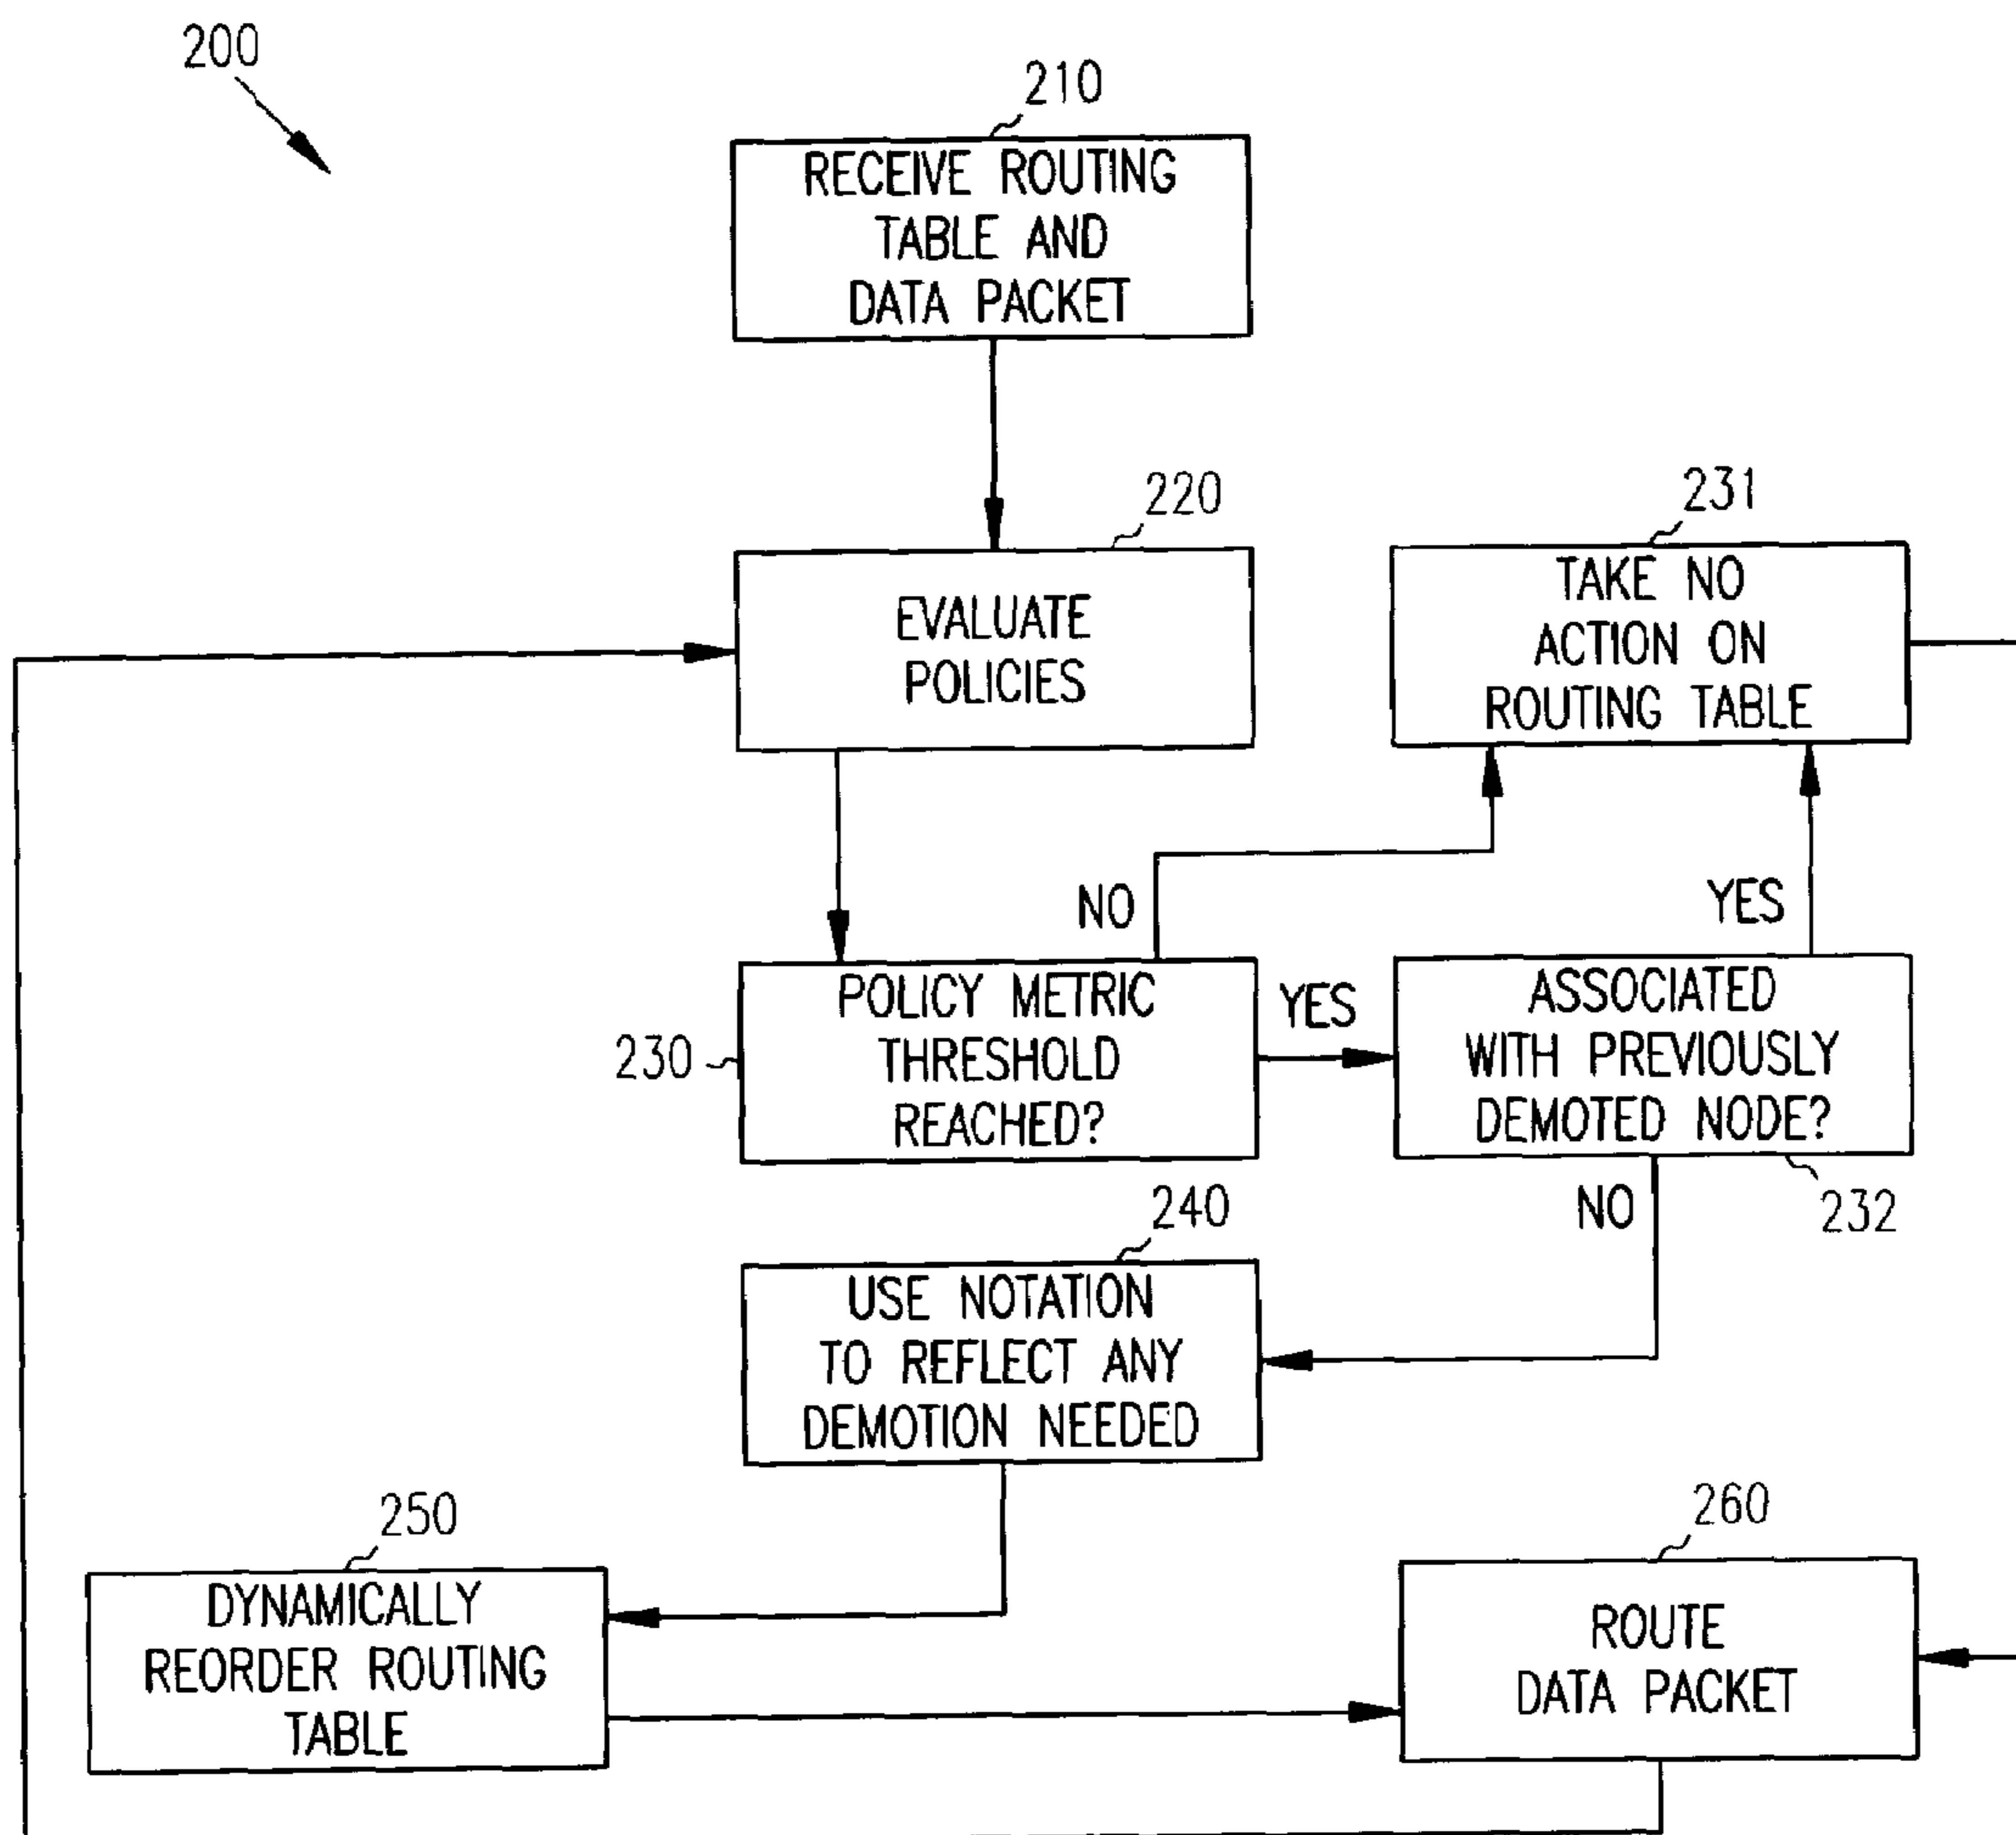 200
210
RECEIVE ROUTING
TABLE AND
DATA PACKET
220
EVALUATE
POLICIES
231
TAKE NO
ACTION ON
ROUTING TABLE
NO
YES
230
POLICY METRIC
THRESHOLD
REACHED?
YES
ASSOCIATED
WITH PREVIOUSLY
DEMOTED NODE?
232
NO
240
USE NOTATION
TO REFLECT ANY
DEMOTION NEEDED
250
DYNAMICALLY
REORDER ROUTING
TABLE
260
ROUTE
DATA PACKET